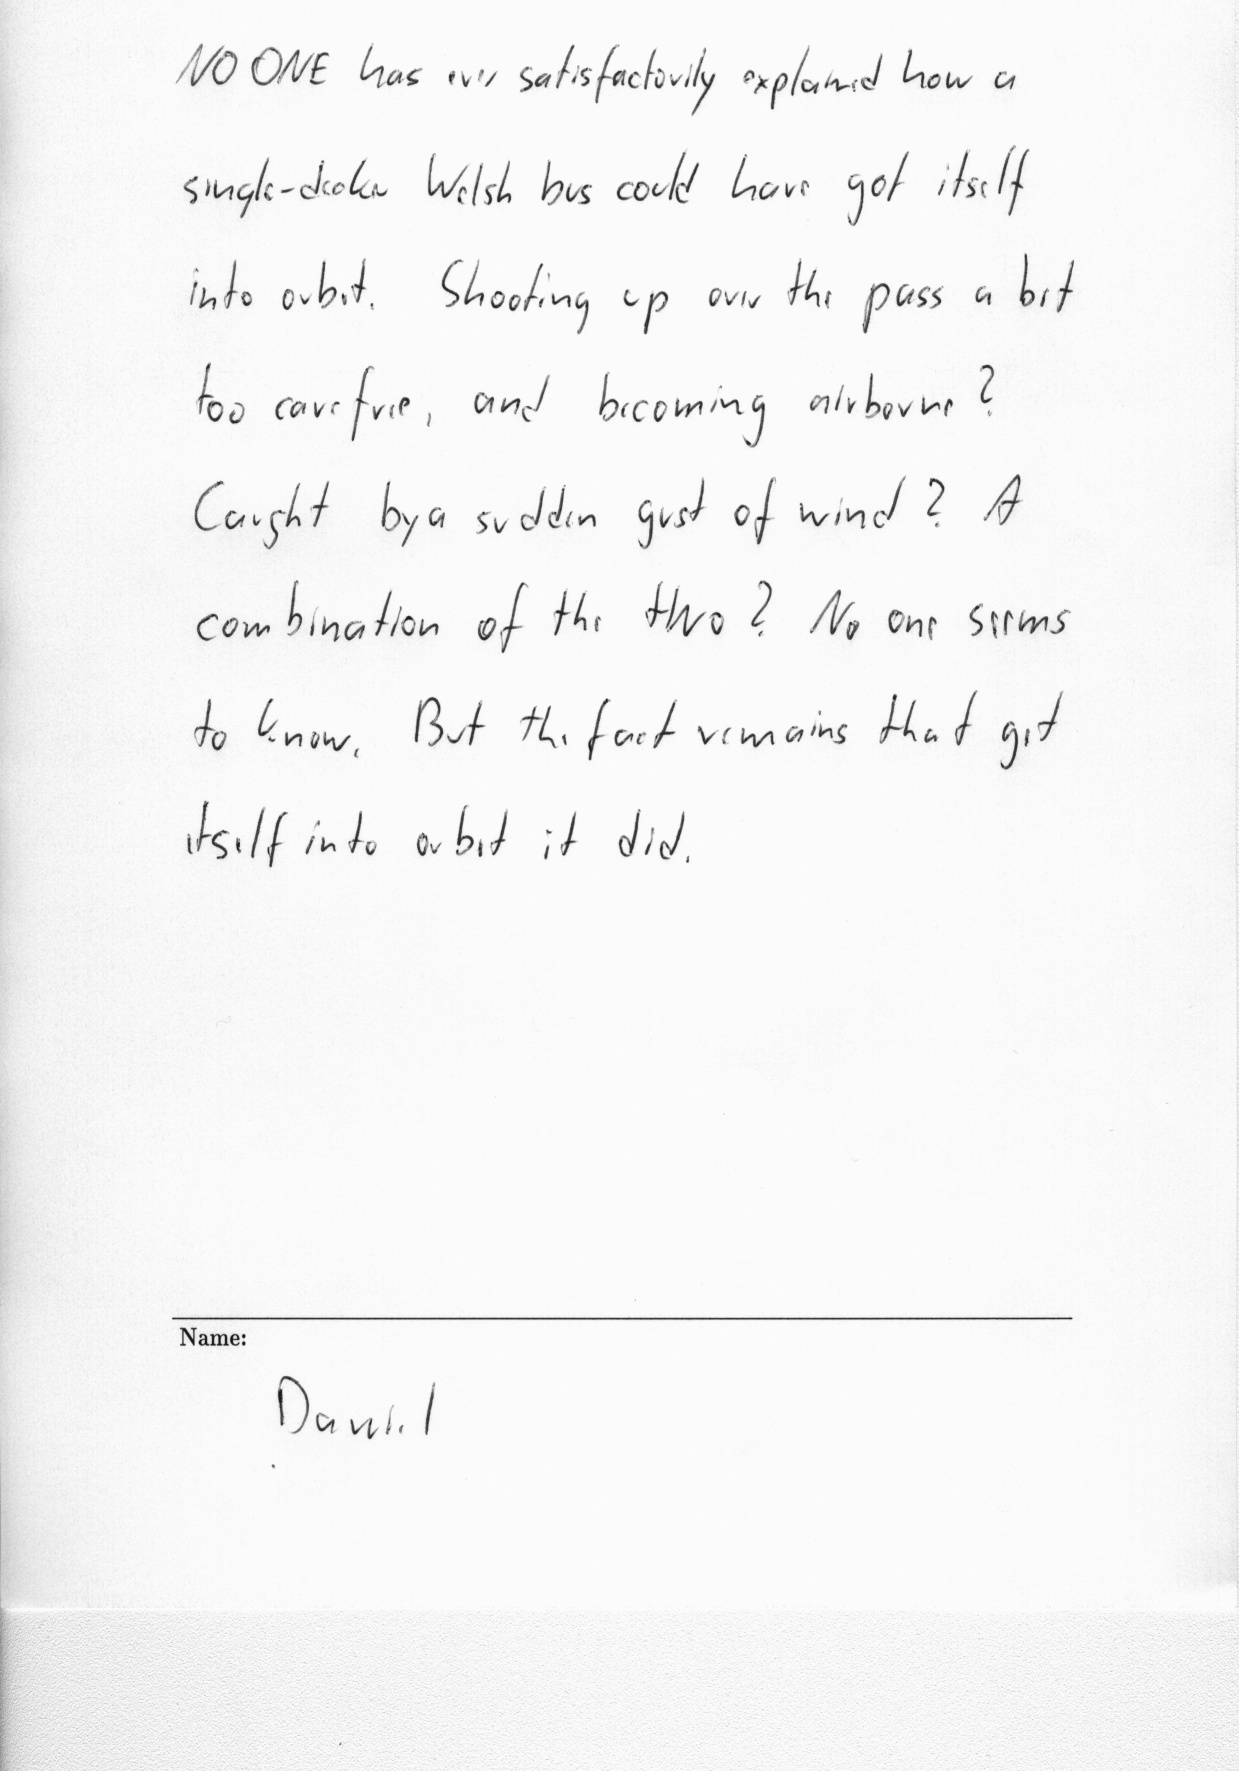 NO ONE has ever satisfactorily explained how a
single-decker Welsh bus could have got itself
into orbit. Shooting up over the pass a bit
too carefree, and becoming airborne?
Caught by a sudden gust of wind? A
combination of the two? No one seems
to know. But the fact remains that get
itself into orbit it did.
Name:
Daniel